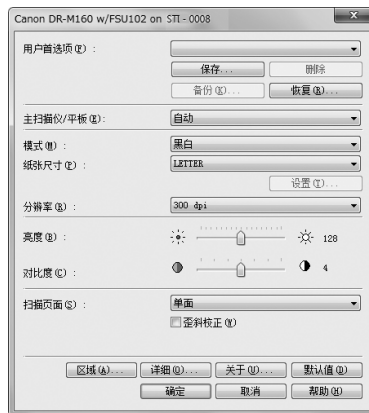 Canon DR-M160 w/FSU102 on STI - 0008
用户首选项(P) :
保存... 删除
备份(K)... 恢复(R)...
主扫描仪/平板(E): 自动
模式(M) : 黑白
纸张尺寸(P) : LETTER
设置(T)...
分辨率(R) : 300 dpi
亮度(B) : 128
对比度(C) : 4
扫描页面(S) : 单面
歪斜校正(Y)
区域(A)... 详细(O)... 关于(U)... 默认值(D)
确定 取消 帮助(H)